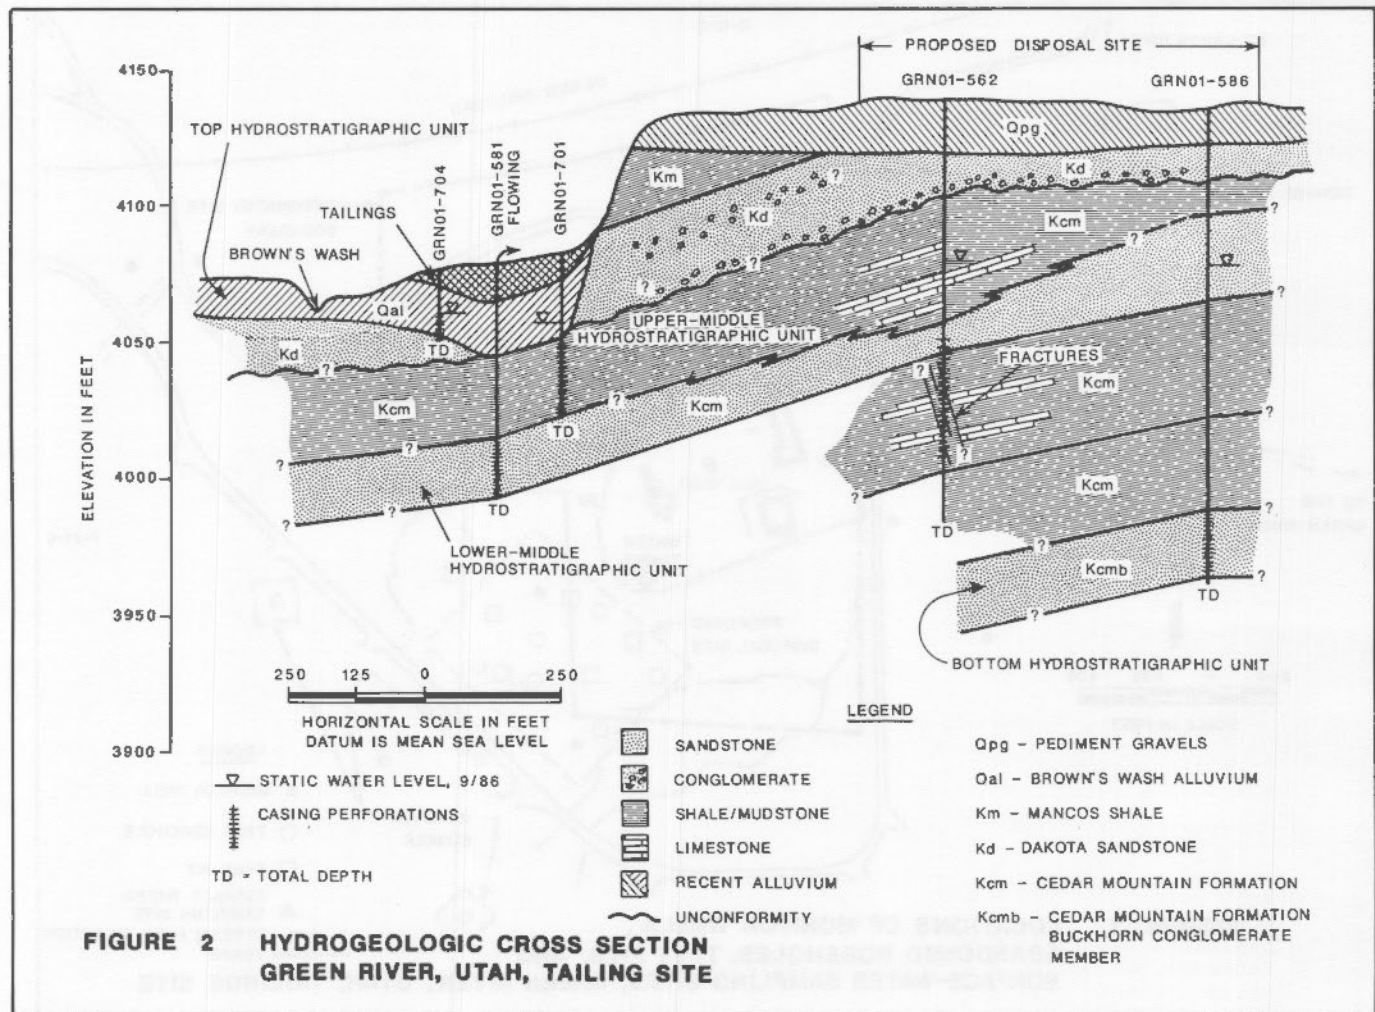 PROPOSED DISPOSAL SITE
GRN01-562
GRN01-586
4150
4100
4050
4000
3950
3900
ELEVATION IN FEET
TOP HYDROSTRATIGRAPHIC UNIT
TAILINGS
BROWN'S WASH
GRN01-704
GRN01-581
FLOWING
GRN01-701
Qpg
Km
Kd
?
Kd
?
?
?
?
Kcm
?
?
Qal
UPPER-MIDDLE
HYDROSTRATIGRAPHIC UNIT
Kd
?
TD
?
FRACTURES
?
?
Kcm
?
Kcm
Kcm
TD
?
?
?
?
?
Kcm
?
?
?
?
TD
TD
?
?
Kcmb
?
?
TD
LOWER-MIDDLE
HYDROSTRATIGRAPHIC UNIT
BOTTOM HYDROSTRATIGRAPHIC UNIT
250 125 0 250
HORIZONTAL SCALE IN FEET
DATUM IS MEAN SEA LEVEL
STATIC WATER LEVEL, 9/86
CASING PERFORATIONS
TD = TOTAL DEPTH
LEGEND
SANDSTONE
CONGLOMERATE
SHALE/MUDSTONE
LIMESTONE
RECENT ALLUVIUM
UNCONFORMITY
Qpg - PEDIMENT GRAVELS
Qal - BROWN'S WASH ALLUVIUM
Km - MANCOS SHALE
Kd - DAKOTA SANDSTONE
Kcm - CEDAR MOUNTAIN FORMATION
Kcmb - CEDAR MOUNTAIN FORMATION
BUCKHORN CONGLOMERATE
MEMBER
FIGURE 2 HYDROGEOLOGIC CROSS SECTION
GREEN RIVER, UTAH, TAILING SITE